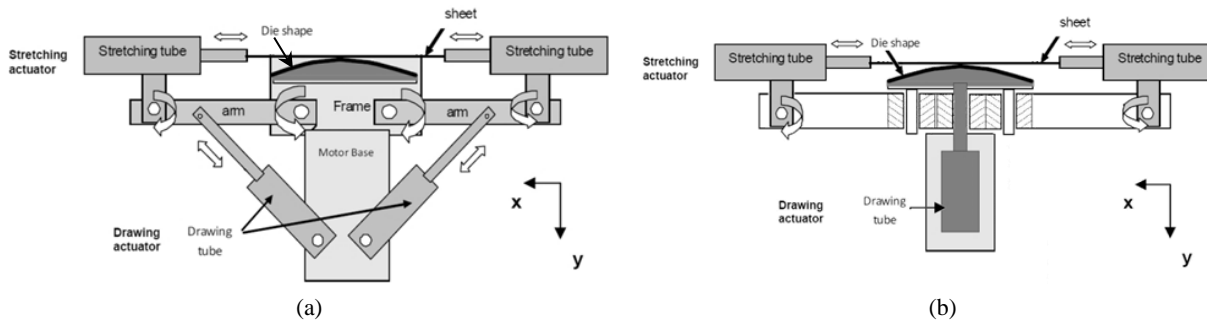 sheet
Die shape
Stretching
actuator
Stretching tube
Stretching tube
arm
Frame
arm
Motor Base
x
y
Drawing
actuator
Drawing
tube
(a)
sheet
Die shape
Stretching
actuator
Stretching tube
Stretching tube
x
y
Drawing
actuator
Drawing
tube
(b)